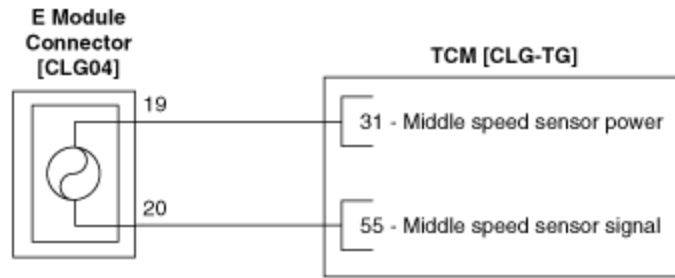 E Module
Connector
[CLG04]
TCM [CLG-TG]
19
31 - Middle speed sensor power
20
55 - Middle speed sensor signal